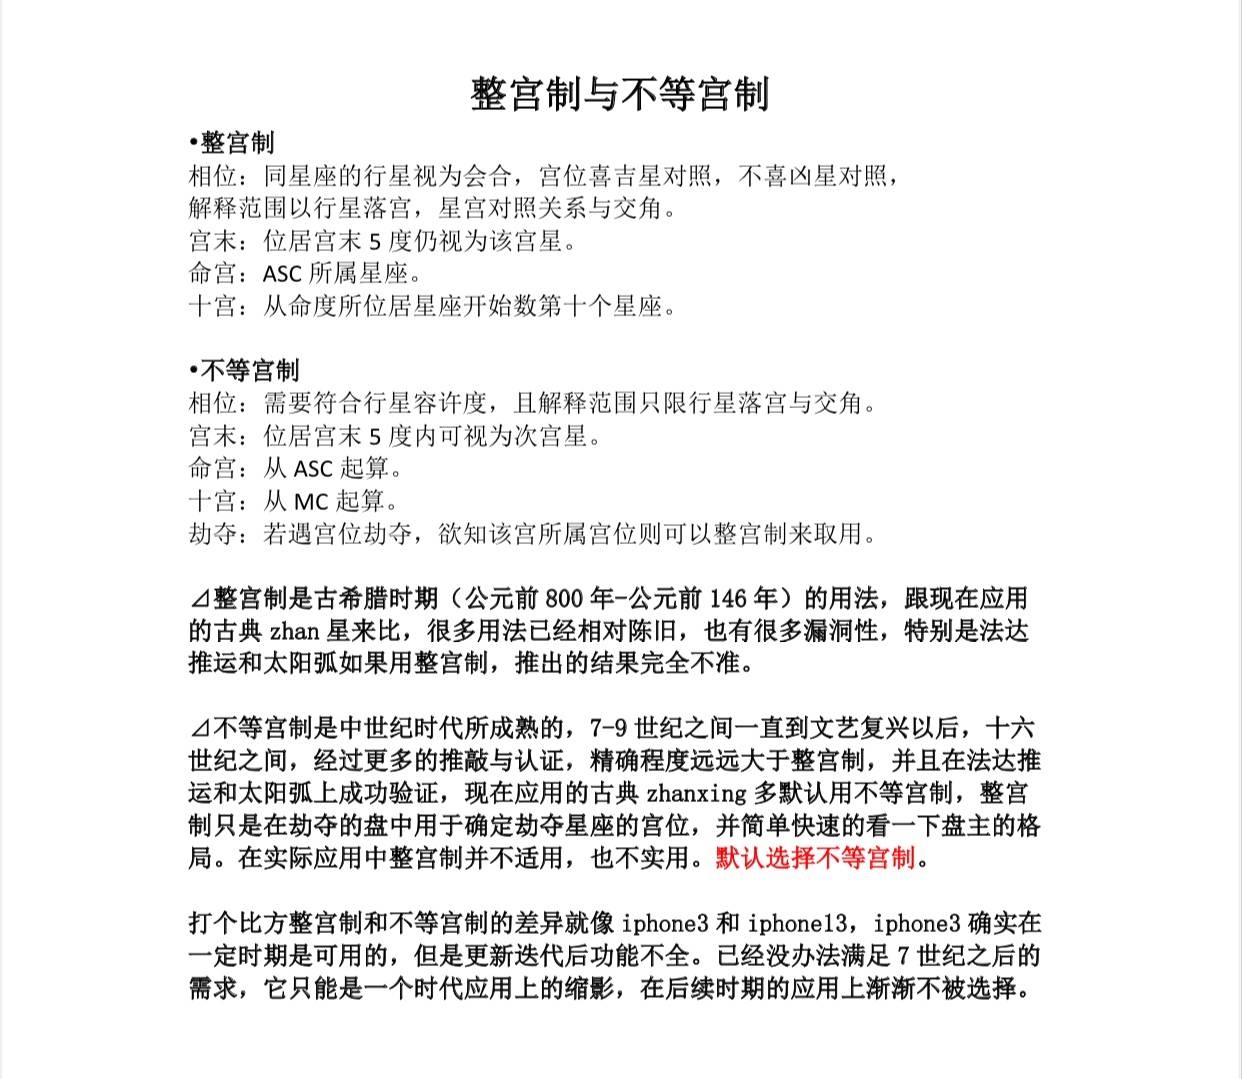 整宫制与不等宫制
•整宫制
相位：同星座的行星视为会合，宫位喜吉星对照，不喜凶星对照，
解释范围以行星落宫，星宫对照关系与交角。
宫末：位居宫末 5 度仍视为该宫星。
命宫：ASC 所属星座。
十宫：从命度所位居星座开始数第十个星座。
•不等宫制
相位：需要符合行星容许度，且解释范围只限行星落宫与交角。
宫末：位居宫末 5 度内可视为次宫星。
命宫：从 ASC 起算。
十宫：从 MC 起算。
劫夺：若遇宫位劫夺，欲知该宫所属宫位则可以整宫制来取用。
⊿整宫制是古希腊时期（公元前 800 年-公元前 146 年）的用法，跟现在应用
的古典 zhan 星来比，很多用法已经相对陈旧，也有很多漏洞性，特别是法达
推运和太阳弧如果用整宫制，推出的结果完全不准。
⊿不等宫制是中世纪时代所成熟的，7-9 世纪之间一直到文艺复兴以后，十六
世纪之间，经过更多的推敲与认证，精确程度远远大于整宫制，并且在法达推
运和太阳弧上成功验证，现在应用的古典 zhanxing 多默认用不等宫制，整宫
制只是在劫夺的盘中用于确定劫夺星座的宫位，并简单快速的看一下盘主的格
局。在实际应用中整宫制并不适用，也不实用。默认选择不等宫制。
打个比方整宫制和不等宫制的差异就像 iphone3 和 iphone13，iphone3 确实在
一定时期是可用的，但是更新迭代后功能不全。已经没办法满足 7 世纪之后的
需求，它只能是一个时代应用上的缩影，在后续时期的应用上渐渐不被选择。